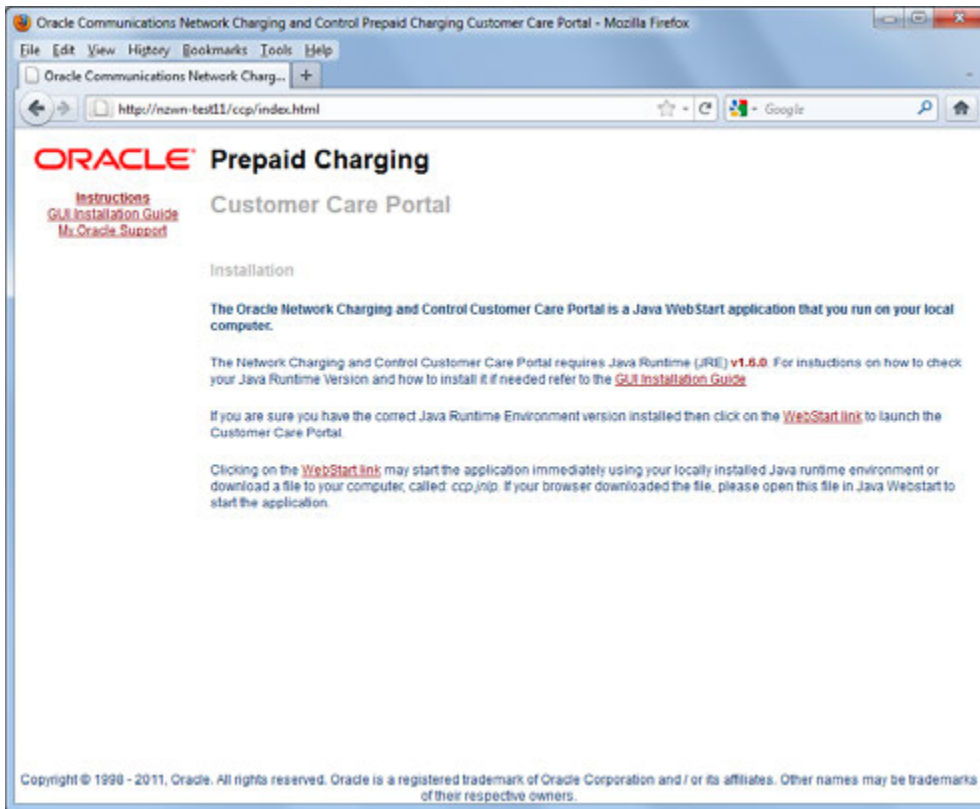 Oracle Communications Network Charging and Control Prepaid Charging Customer Care Portal - Mozilla Firefox
File Edit View History Bookmarks Tools Help
Oracle Communications Network Charg... +
http://nzwn-test11/ccp/index.html
Google
ORACLE Prepaid Charging
Instructions
GUI Installation Guide
My Oracle Support
Customer Care Portal
Installation
The Oracle Network Charging and Control Customer Care Portal is a Java WebStart application that you run on your local
computer.
The Network Charging and Control Customer Care Portal requires Java Runtime (JRE) v1.6.0. For instuctions on how to check
your Java Runtime Version and how to install it if needed refer to the GUI Installation Guide
If you are sure you have the correct Java Runtime Environment version installed then click on the WebStart link to launch the
Customer Care Portal.
Clicking on the WebStart link may start the application immediately using your locally installed Java runtime environment or
download a file to your computer, called: ccp.jnlp. If your browser downloaded the file, please open this file in Java Webstart to
start the application.
Copyright © 1998 - 2011, Oracle. All rights reserved. Oracle is a registered trademark of Oracle Corporation and / or its affiliates. Other names may be trademarks
of their respective owners.